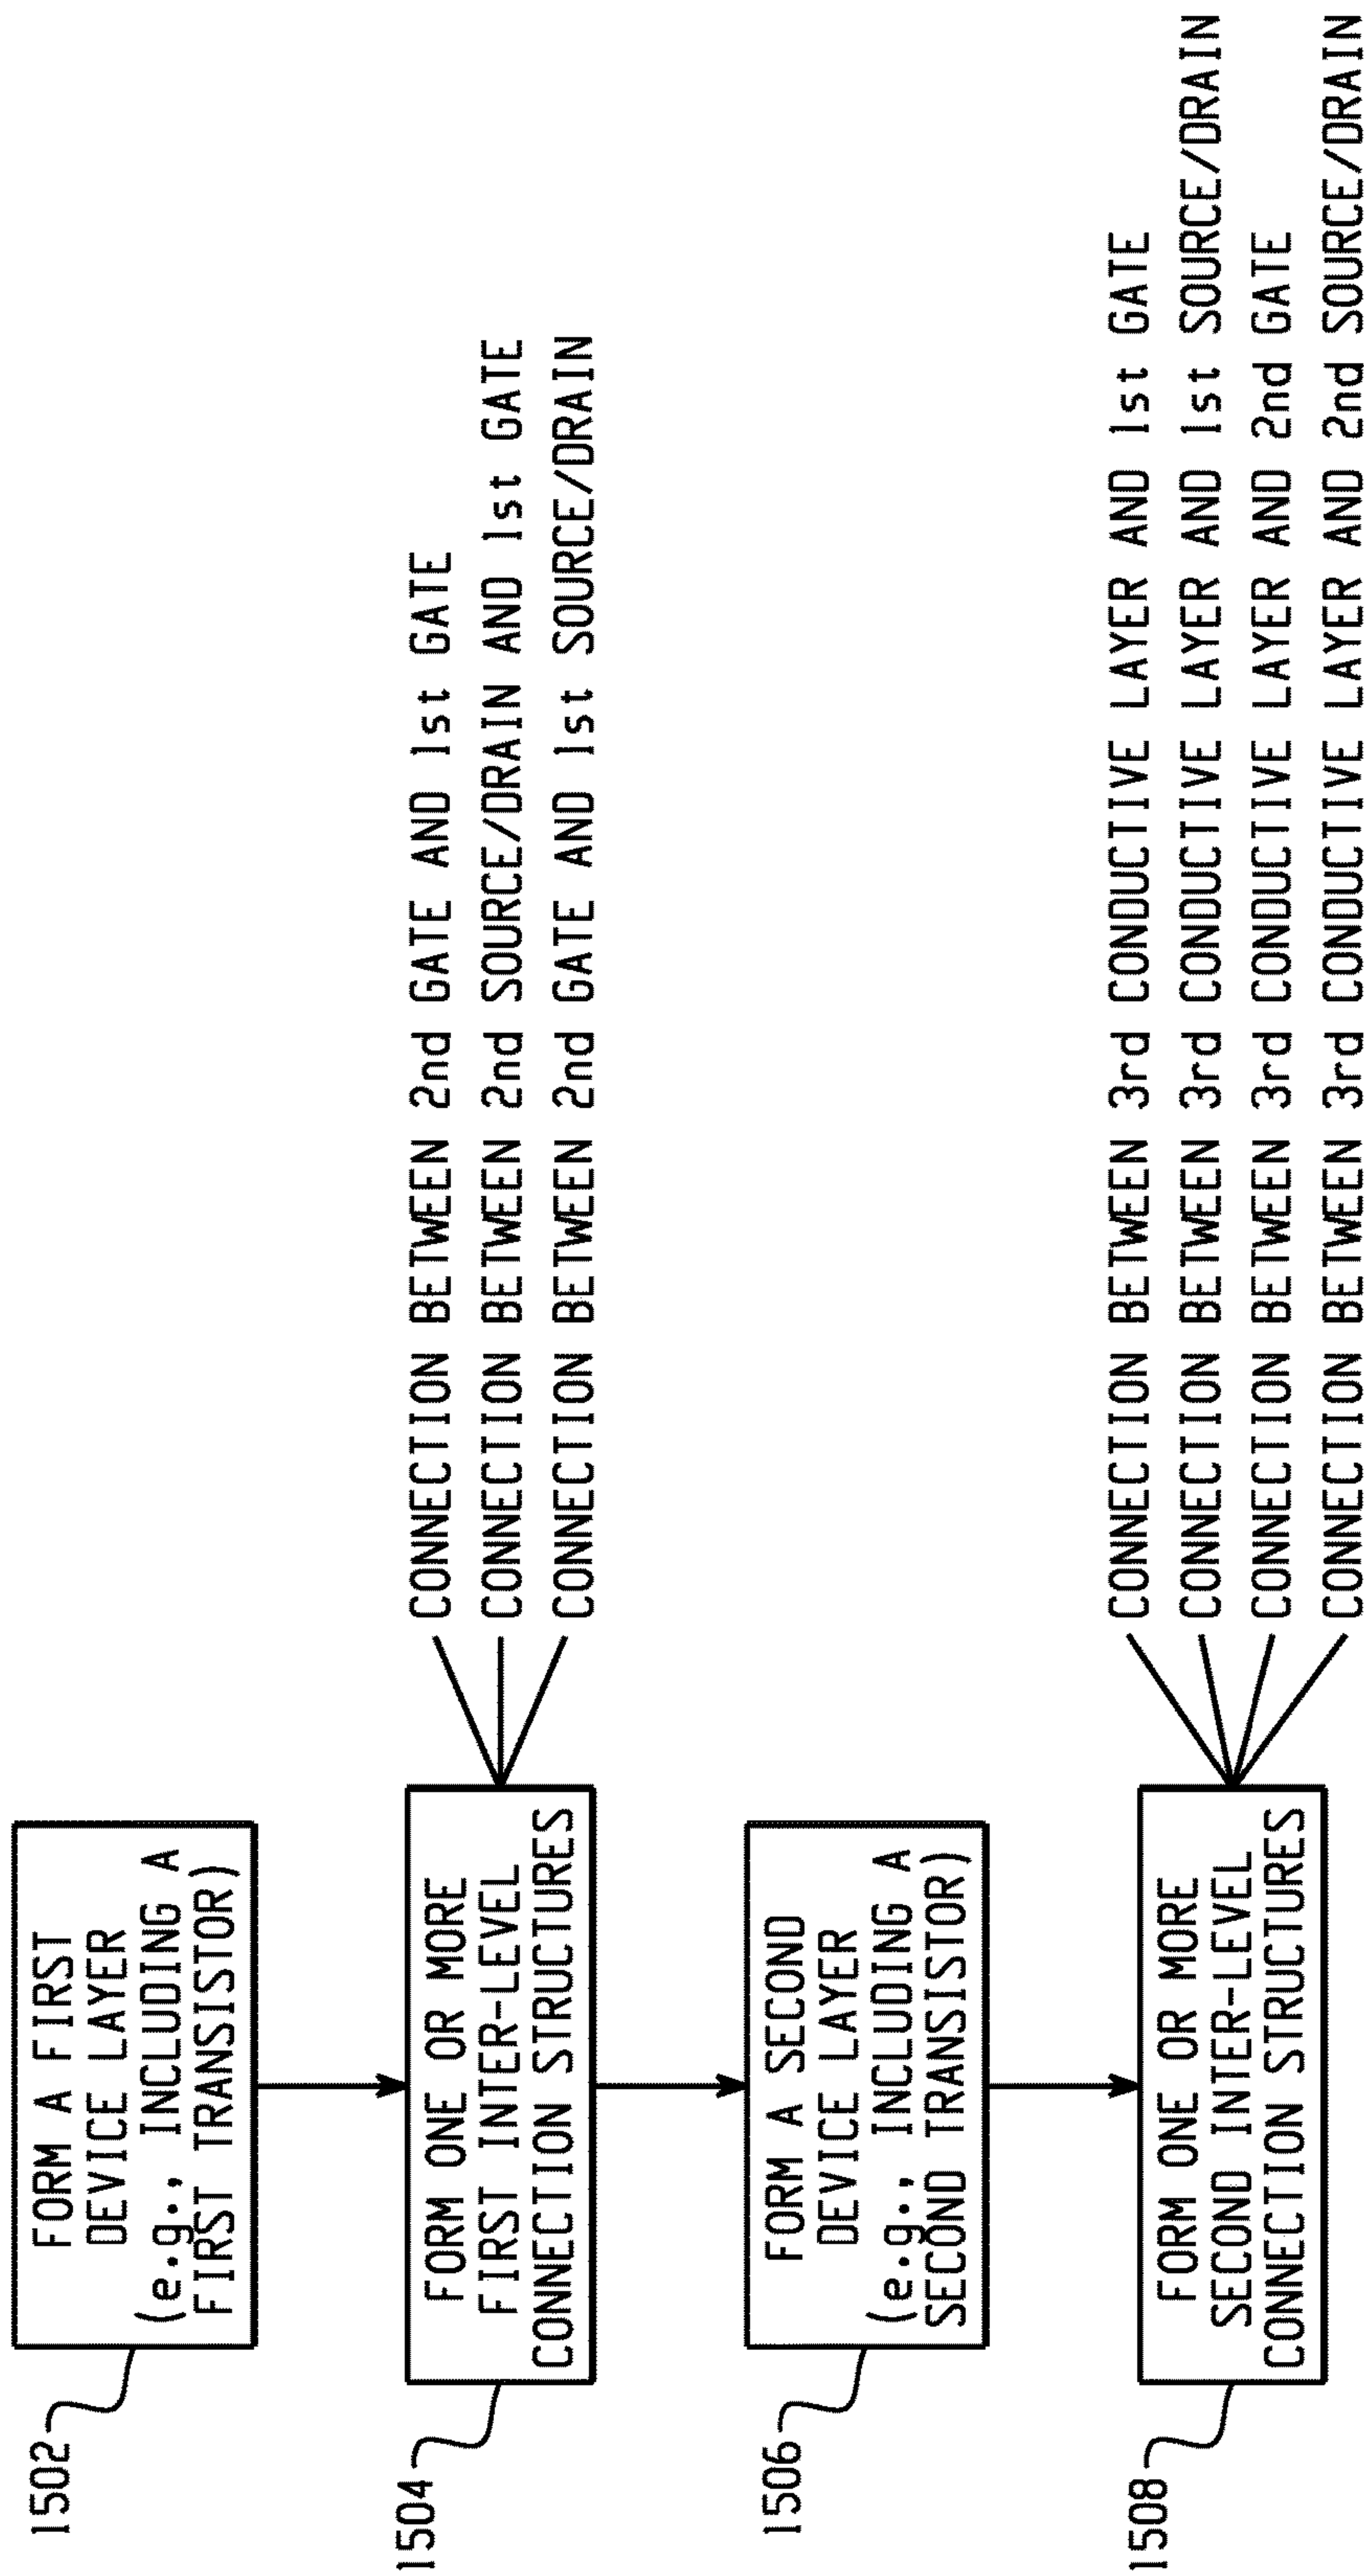 1502
FORM A FIRST
DEVICE LAYER
(e.g., INCLUDING A
FIRST TRANSISTOR)
1504
FORM ONE OR MORE
FIRST INTER-LEVEL
CONNECTION STRUCTURES
CONNECTION BETWEEN 2nd GATE AND 1st GATE
CONNECTION BETWEEN 2nd SOURCE/DRAIN AND 1st GATE
CONNECTION BETWEEN 2nd GATE AND 1st SOURCE/DRAIN
1506
FORM A SECOND
DEVICE LAYER
(e.g., INCLUDING A
SECOND TRANSISTOR)
1508
FORM ONE OR MORE
SECOND INTER-LEVEL
CONNECTION STRUCTURES
CONNECTION BETWEEN 3rd CONDUCTIVE LAYER AND 1st GATE
CONNECTION BETWEEN 3rd CONDUCTIVE LAYER AND 1st SOURCE/DRAIN
CONNECTION BETWEEN 3rd CONDUCTIVE LAYER AND 2nd GATE
CONNECTION BETWEEN 3rd CONDUCTIVE LAYER AND 2nd SOURCE/DRAIN